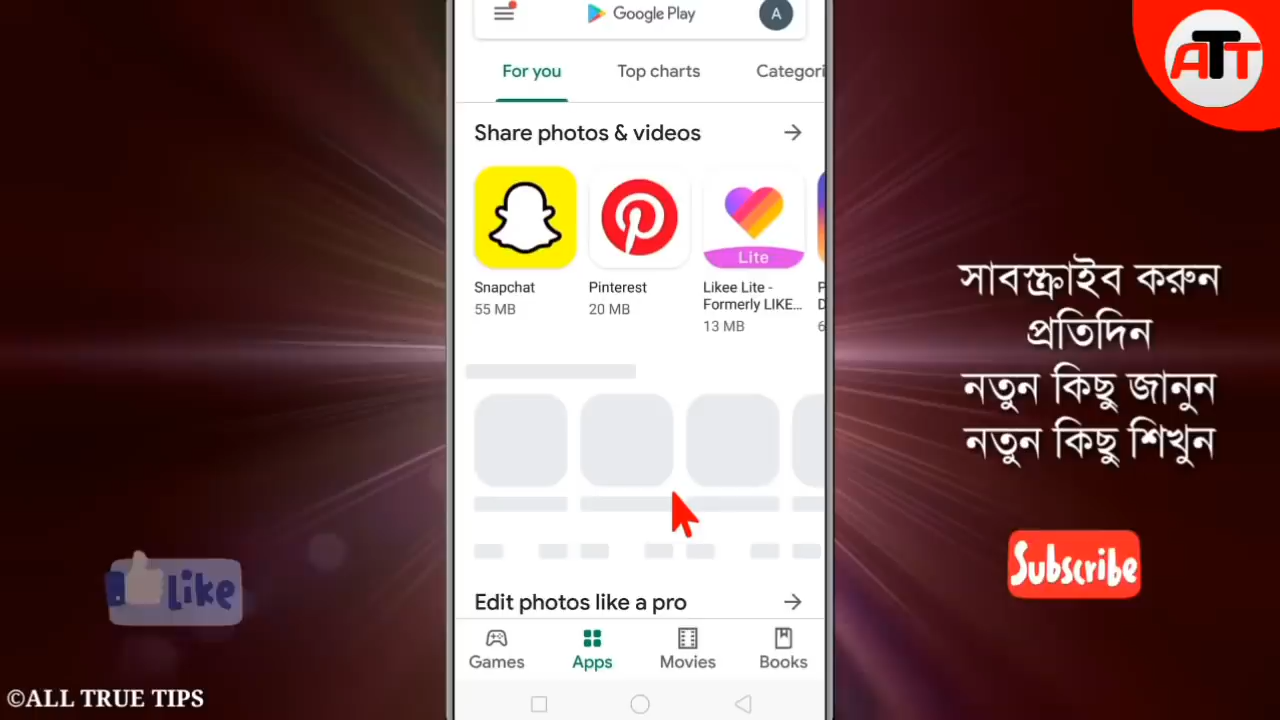 Google Play
A
ATT
For you
Top charts
Categori
Share photos & videos
Lite
Snapchat
55 MB
Pinterest
20 MB
Likee Lite -
Formerly LIKE...
13 MB
সাবস্ক্রাইব করুন
প্রতিদিন
নতুন কিছু জানুন
নতুন কিছু শিখুন
Like
Subscribe
Edit photos like a pro
Games
Apps
Movies
Books
©ALL TRUE TIPS